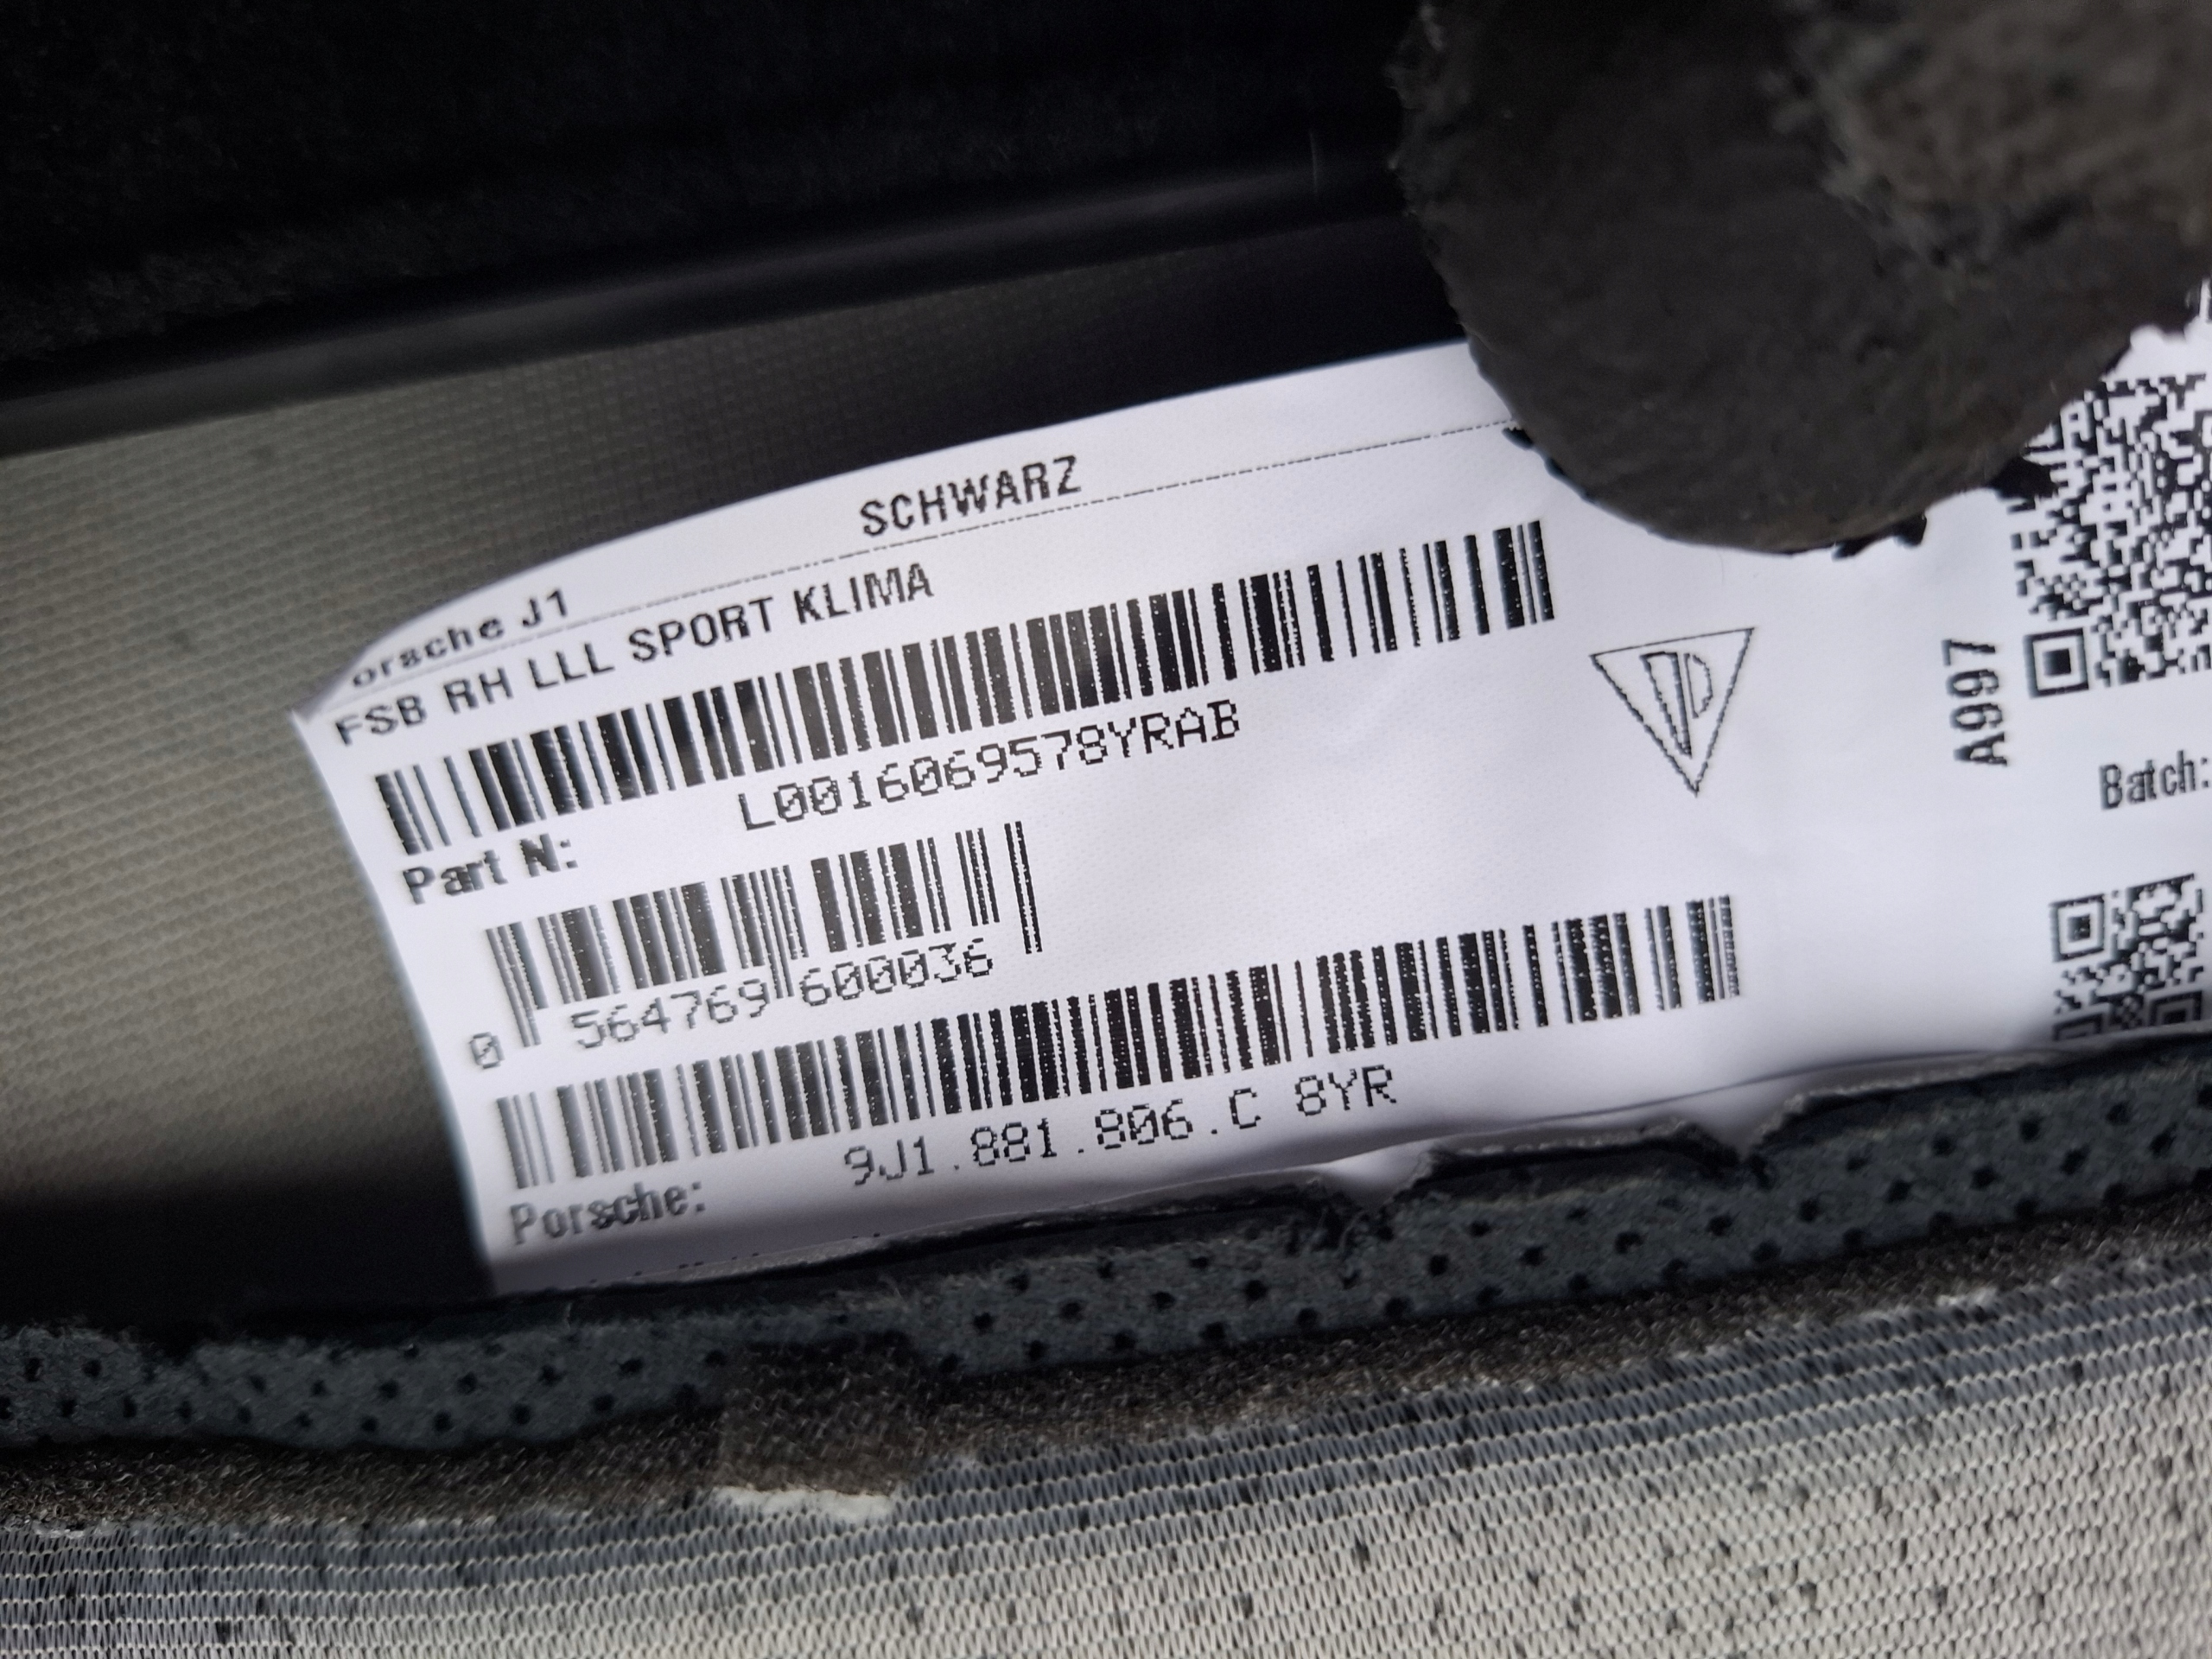 orsche J1 SCHWARZ
FSB RH LLL SPORT KLIMA
Part N: L0016069578YRAB
0 564769 600036
Porsche: 9J1.881.806.C 8YR
A997
Batch: